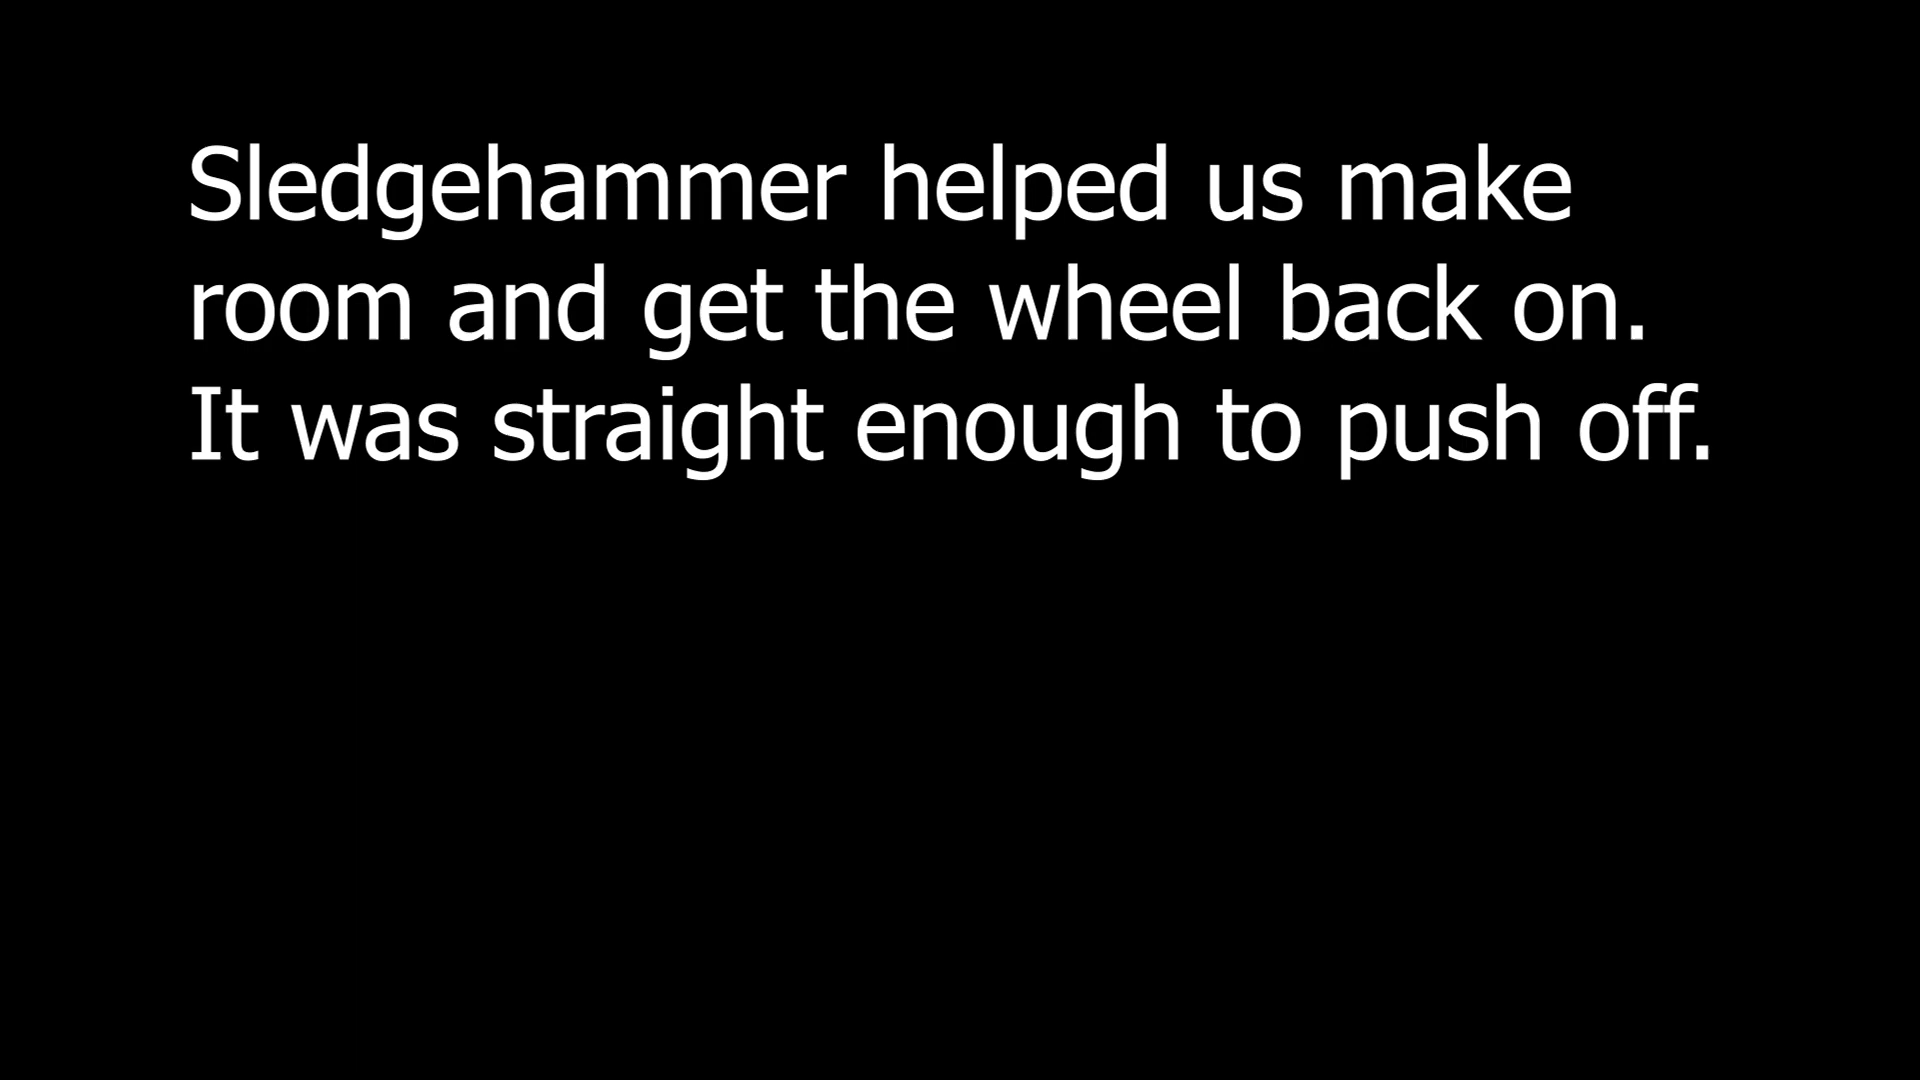 Sledgehammer helped us make
room and get the wheel back on.
It was straight enough to push off.